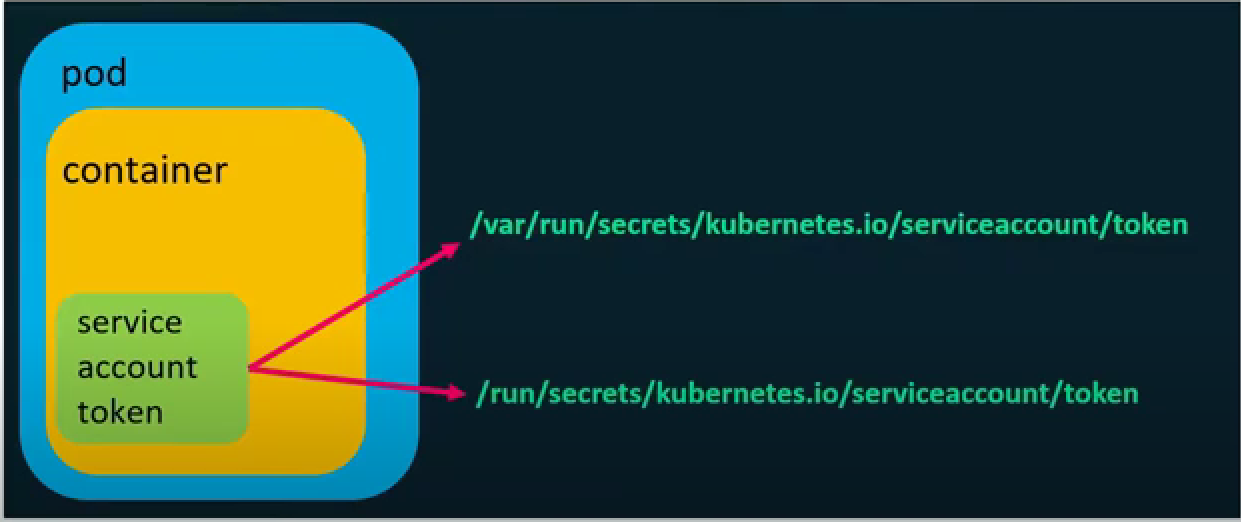 pod
container
/var/run/secrets/kubernetes.io/serviceaccount/token
service
account
token
/run/secrets/kubernetes.io/serviceaccount/token